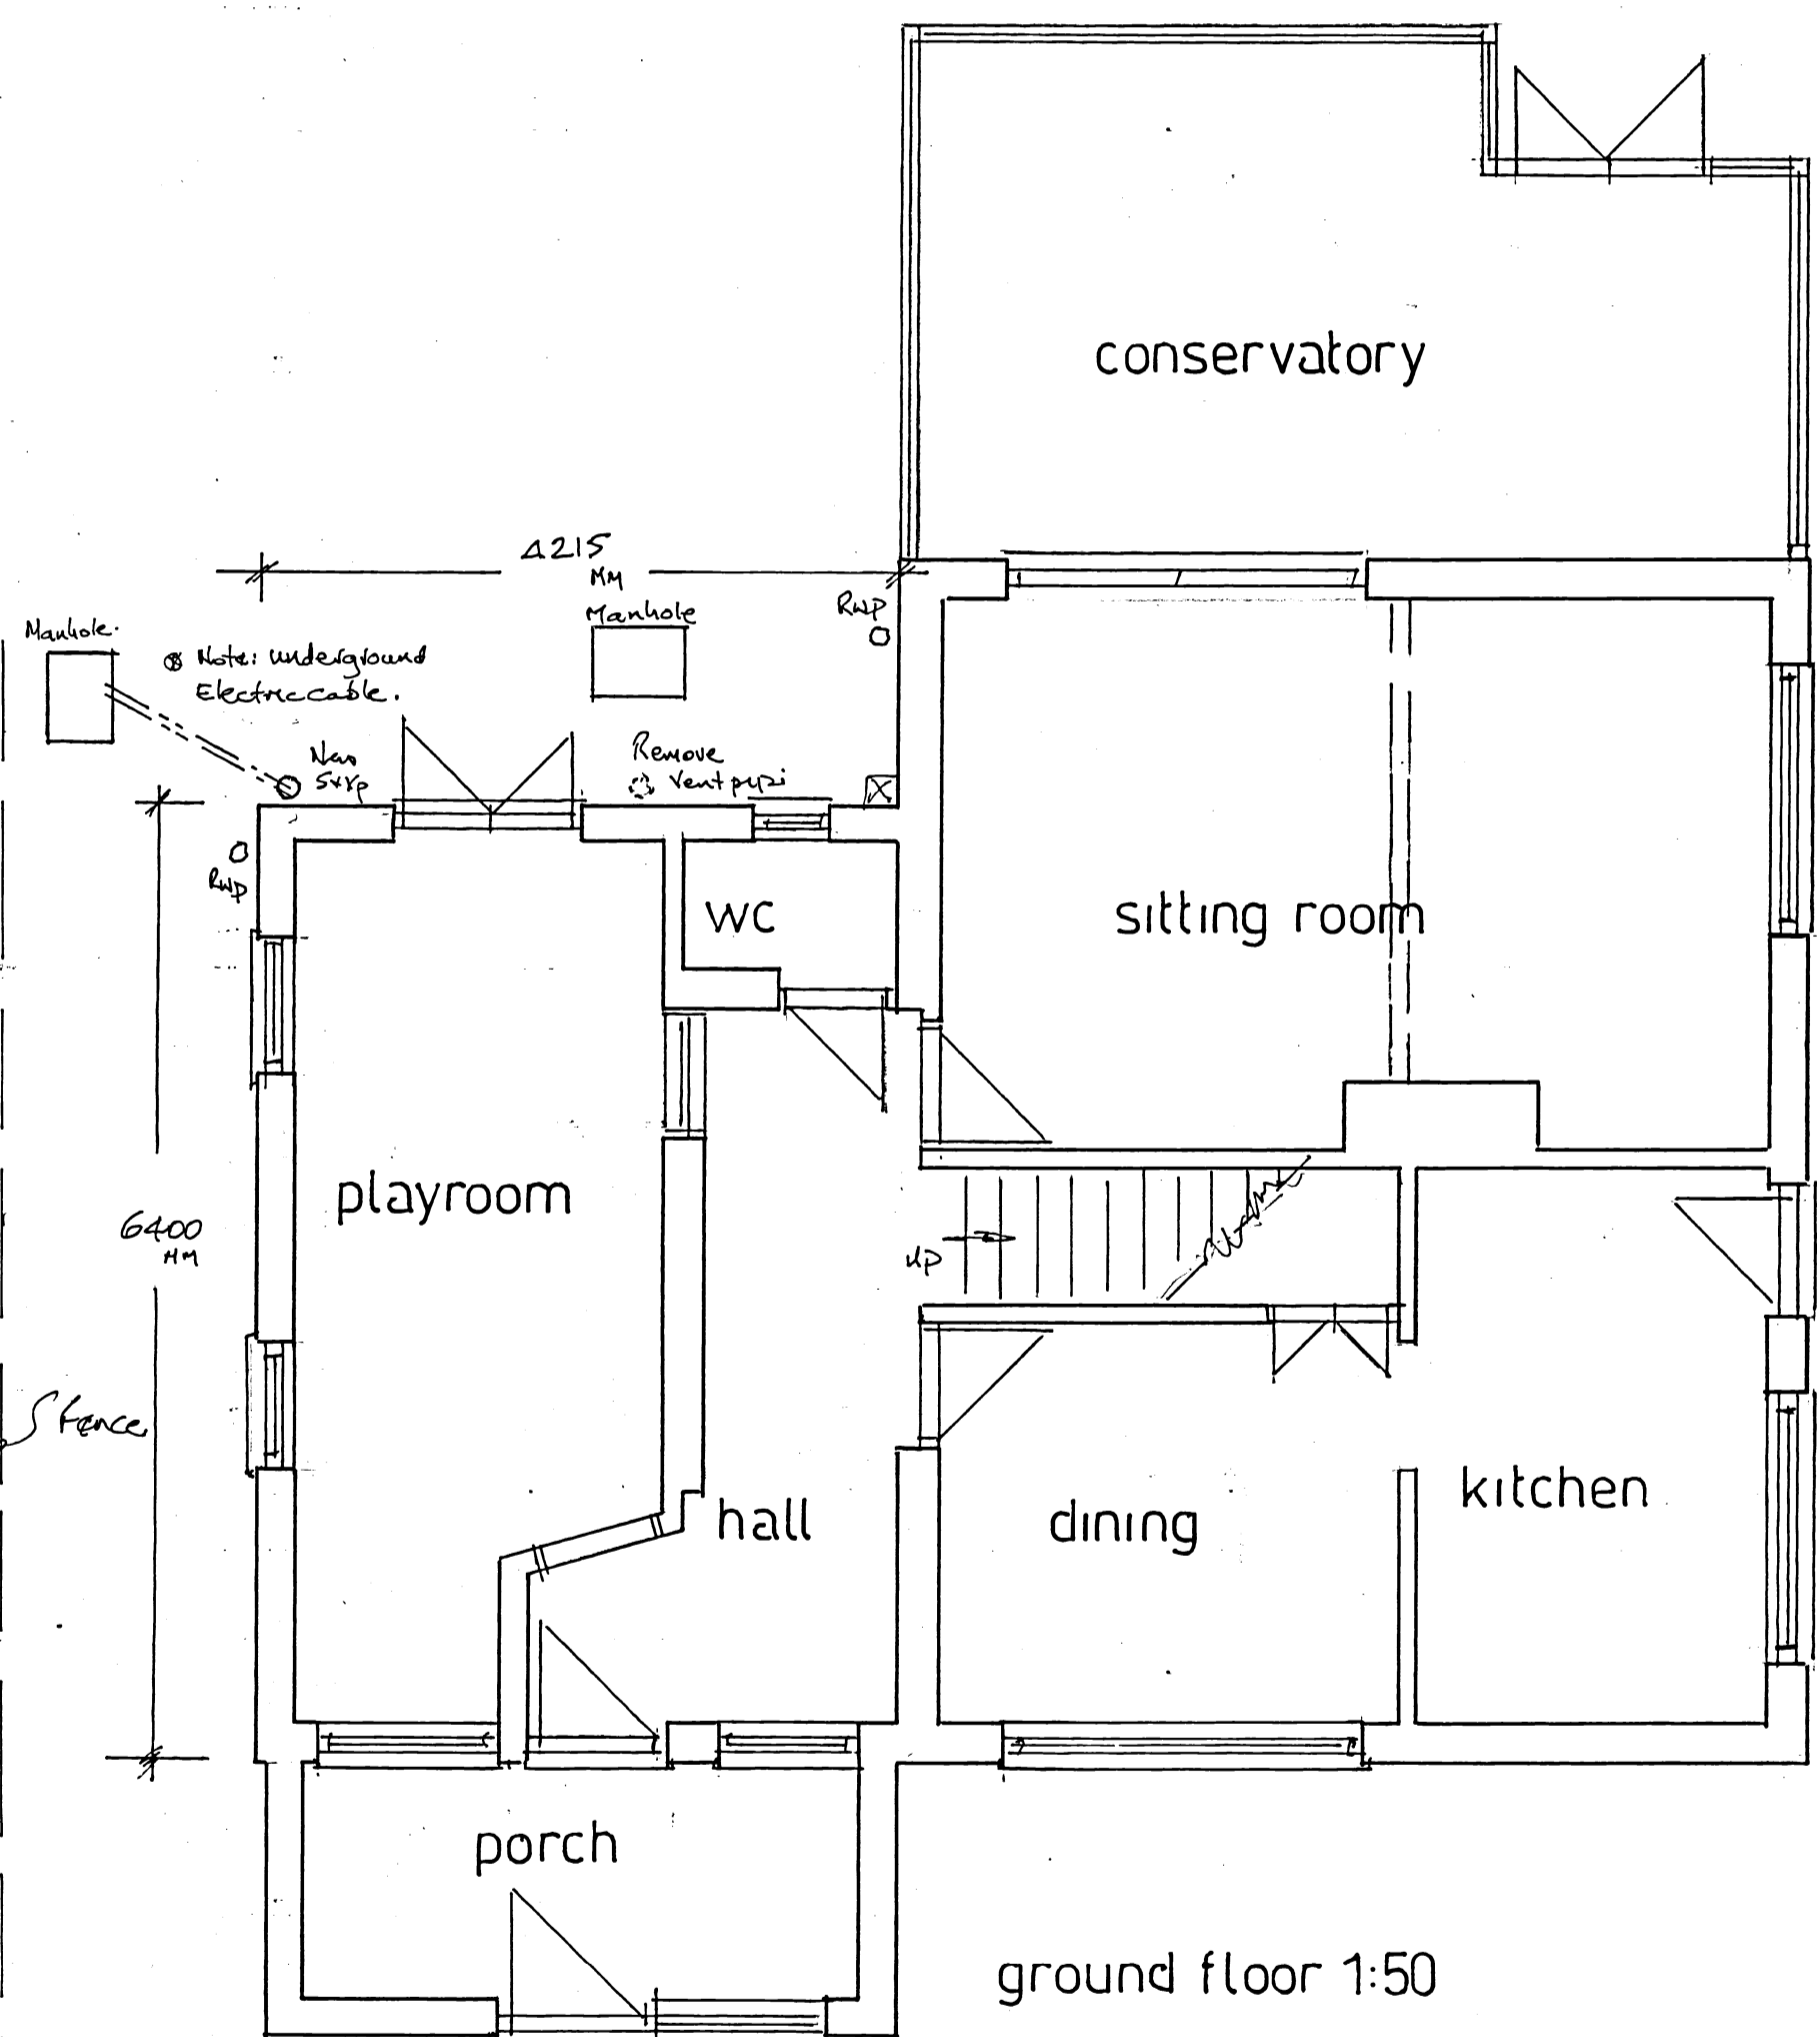 conservatory
4215
MM
Manhole
RWP
Manhole.
Note: underground
Electric cable.
New
SVP
Remove
Vent pipe
RWP
WC
sitting room
playroom
6400
MM
UP
Fence
hall
dining
kitchen
porch
ground floor 1:50